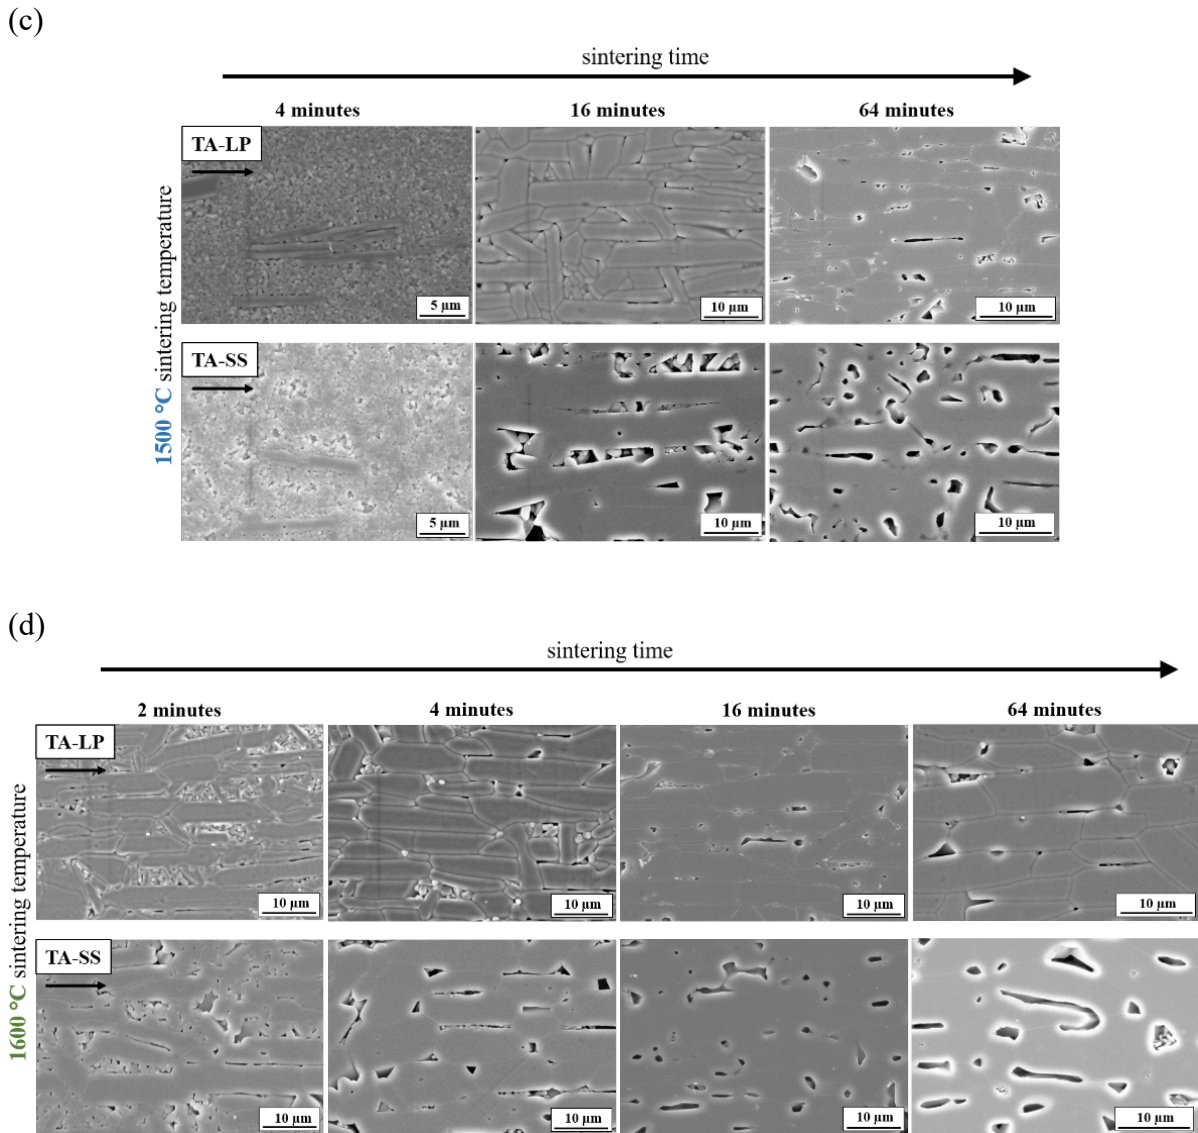 (c)
sintering time
4 minutes
16 minutes
64 minutes
TA-LP
5 µm
10 µm
10 µm
1500 °C sintering temperature
TA-SS
5 µm
10 µm
10 µm
(d)
sintering time
2 minutes
4 minutes
16 minutes
64 minutes
TA-LP
10 µm
10 µm
10 µm
10 µm
1600 °C sintering temperature
TA-SS
10 µm
10 µm
10 µm
10 µm